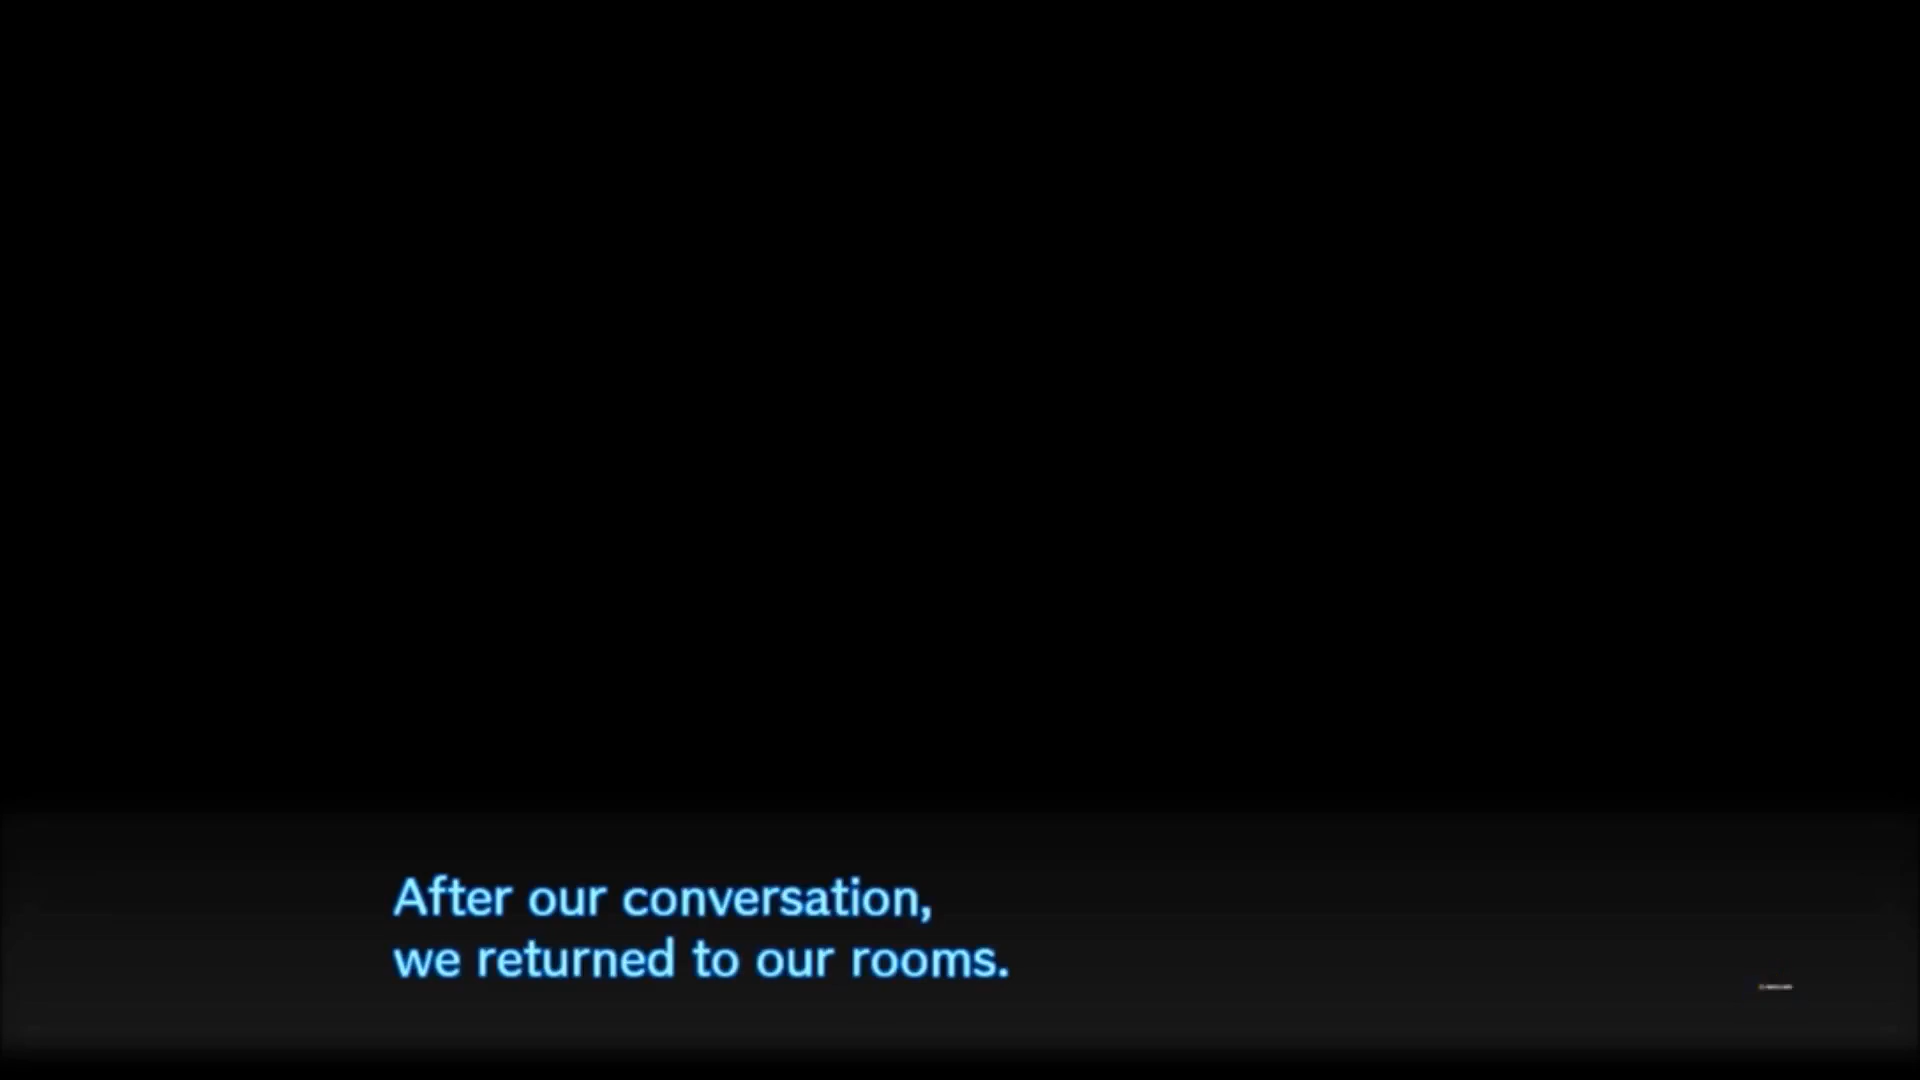 After our conversation,
we returned to our rooms.